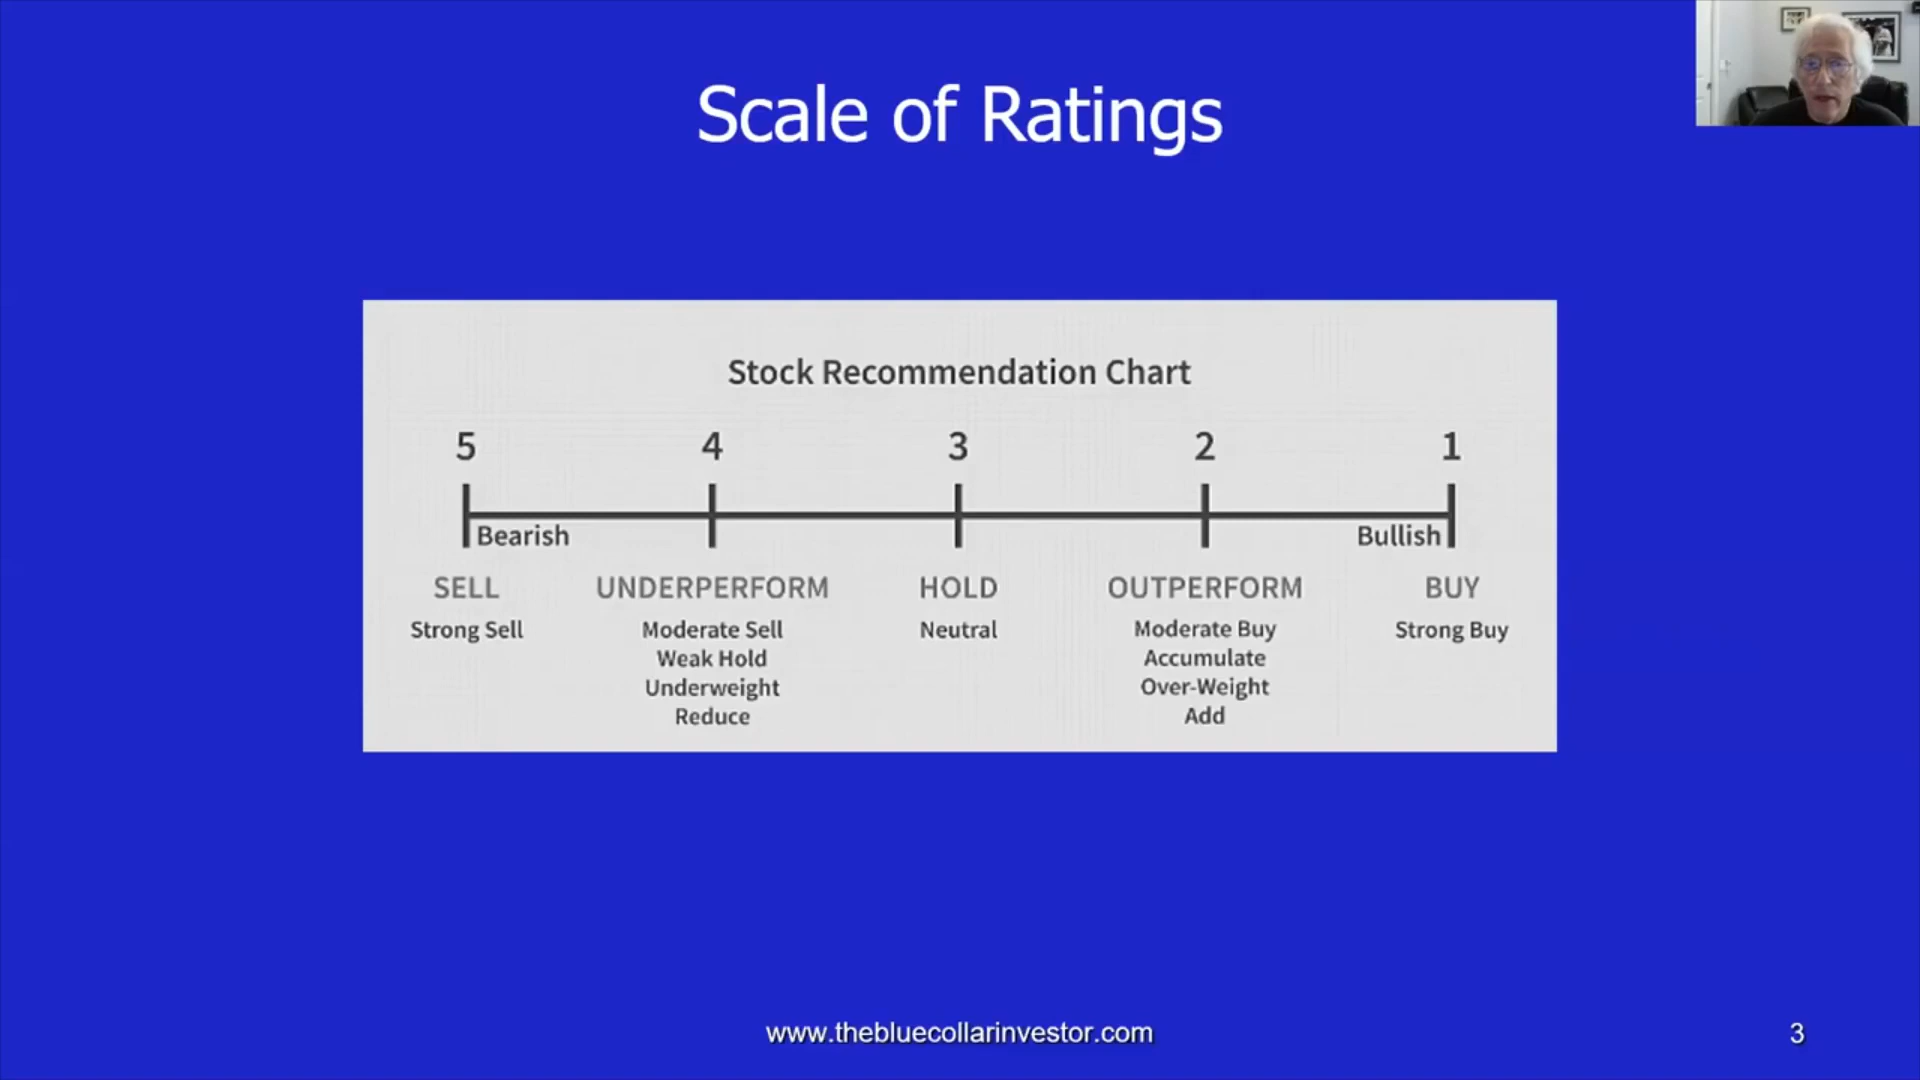 Scale of Ratings
Stock Recommendation Chart
5 4 3 2 1
Bearish Bullish
SELL UNDERPERFORM HOLD OUTPERFORM BUY
Strong Sell Moderate Sell Neutral Moderate Buy Strong Buy
Weak Hold Accumulate
Underweight Over-Weight
Reduce Add
www.thebluecollarinvestor.com
3